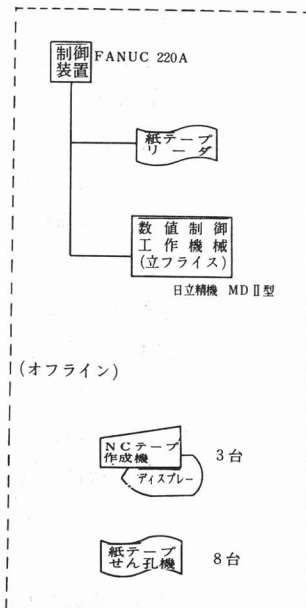 制御
装置
FANUC 220A
紙テープ
リーダ
数値制御
工作機械
(立フライス)
日立精機 MDⅡ型
(オフライン)
NCテープ
作成機
3台
ディスプレー
紙テープ
せん孔機
8台